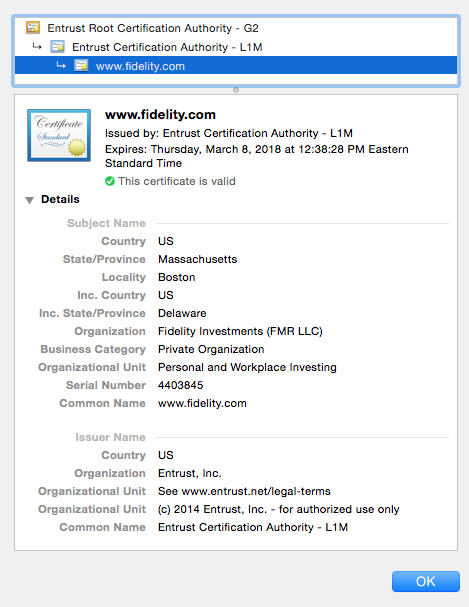 Entrust Root Certification Authority - G2
Entrust Certification Authority - L1M
www.fidelity.com
Certificate
Standard
www.fidelity.com
Issued by: Entrust Certification Authority - L1M
Expires: Thursday, March 8, 2018 at 12:38:28 PM Eastern
Standard Time
This certificate is valid
Details
Subject Name
Country US
State/Province Massachusetts
Locality Boston
Inc. Country US
Inc. State/Province Delaware
Organization Fidelity Investments (FMR LLC)
Business Category Private Organization
Organizational Unit Personal and Workplace Investing
Serial Number 4403845
Common Name www.fidelity.com
Issuer Name
Country US
Organization Entrust, Inc.
Organizational Unit See www.entrust.net/legal-terms
Organizational Unit (c) 2014 Entrust, Inc. - for authorized use only
Common Name Entrust Certification Authority - L1M
OK